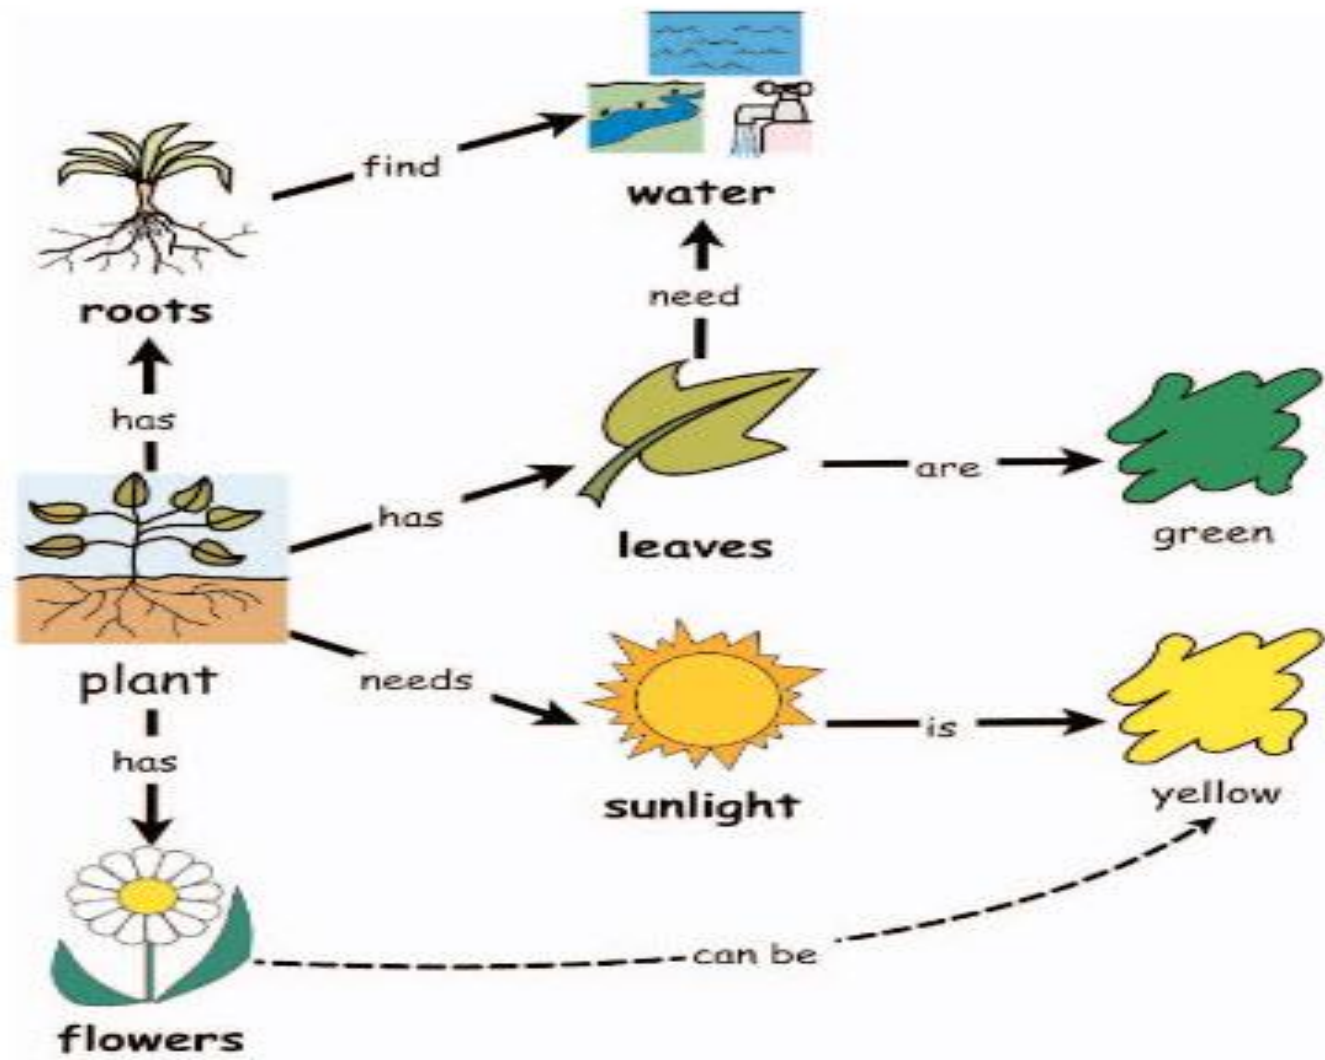 find
water
roots
need
has
are
has
green
leaves
plant
needs
is
has
yellow
sunlight
can be
flowers